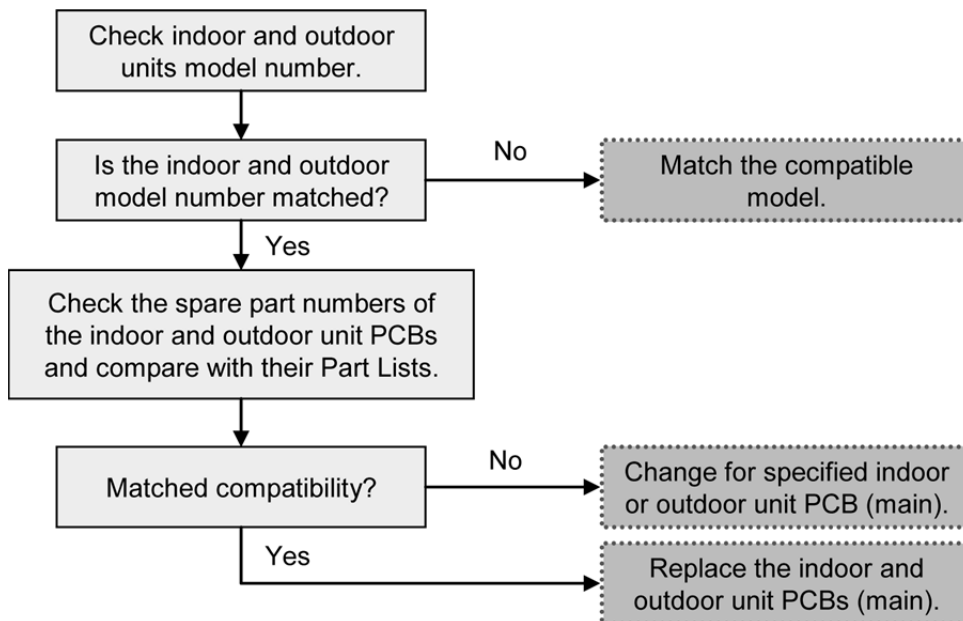 Check indoor and outdoor
units model number.
Is the indoor and outdoor
model number matched?
No
Match the compatible
model.
Yes
Check the spare part numbers of
the indoor and outdoor unit PCBs
and compare with their Part Lists.
Matched compatibility?
No
Change for specified indoor
or outdoor unit PCB (main).
Yes
Replace the indoor and
outdoor unit PCBs (main).